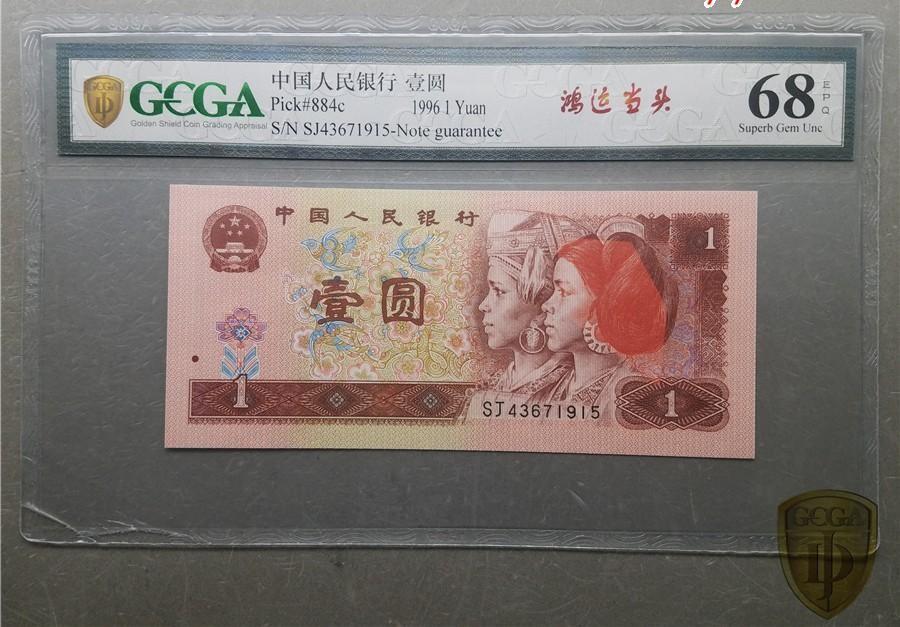 GCGA
Golden Shield Coin Grading Appraisal
中国人民银行 壹圆
Pick#884c 1996 1 Yuan
S/N SJ43671915-Note guarantee
鸿运当头
68 EPQ
Superb Gem Unc
中国人民银行
1
壹圆
1
SJ43671915
1
GCGA